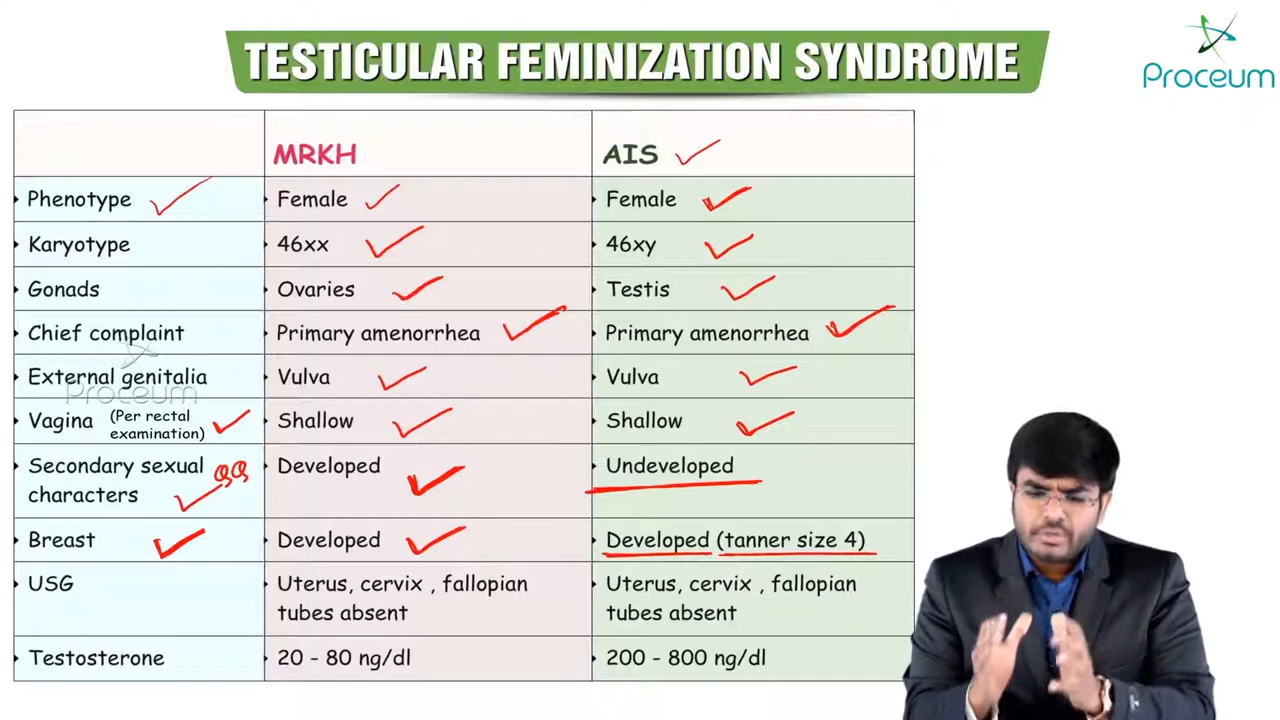 TESTICULAR FEMINIZATION SYNDROME
Proceum
MRKH
AIS
Phenotype
Female
Female
Karyotype
46xx
46xy
Gonads
Ovaries
Testis
Chief complaint
Primary amenorrhea
Primary amenorrhea
External genitalia
Vulva
Vulva
Proceum
Vagina (Per rectal
examination)
Shallow
Shallow
Secondary sexual
characters
Developed
Undeveloped
Breast
Developed
Developed (tanner size 4)
USG
Uterus, cervix , fallopian
tubes absent
Uterus, cervix , fallopian
tubes absent
Testosterone
20 - 80 ng/dl
200 - 800 ng/dl